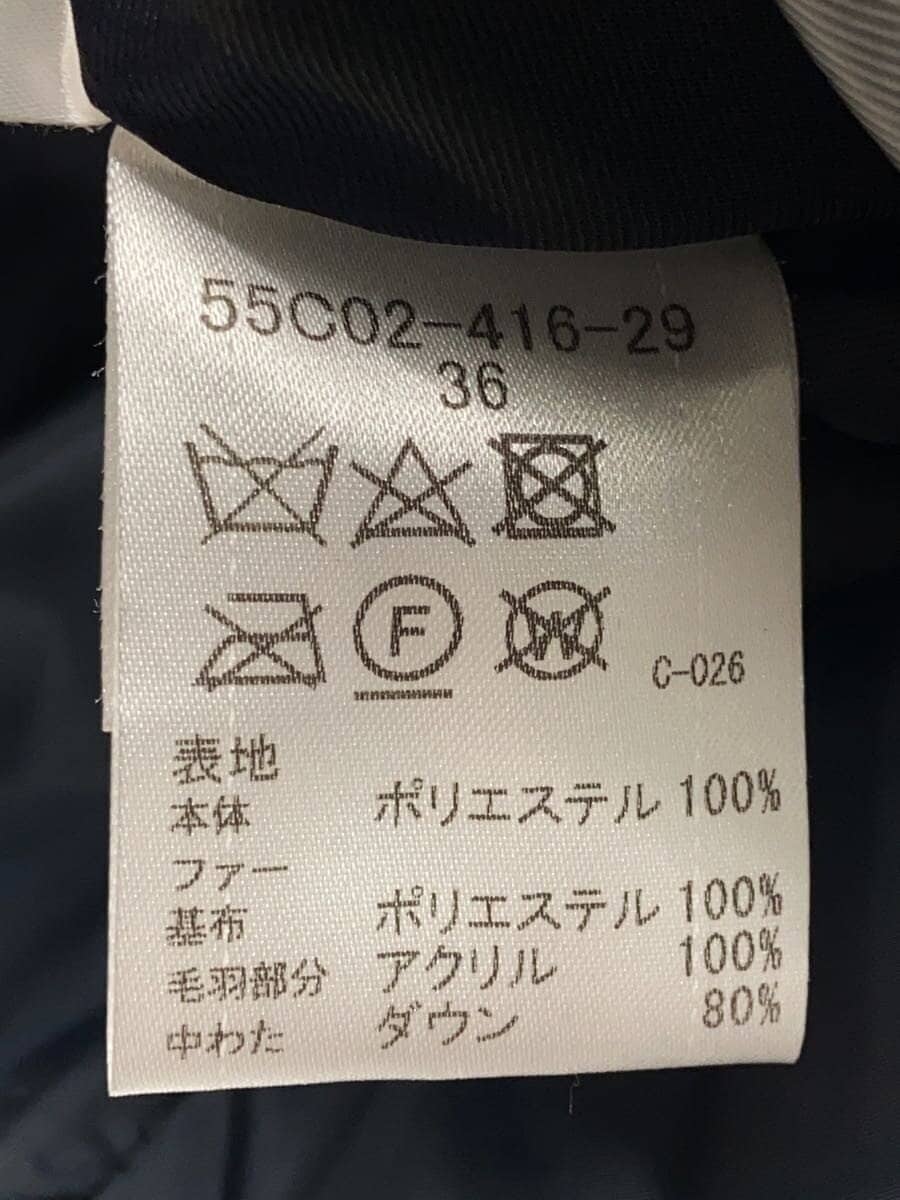 55C02-416-29
36
F
W
C-026
表地
本体 ポリエステル 100%
ファー
基布 ポリエステル 100%
毛羽部分 アクリル 100%
中わた ダウン 80%